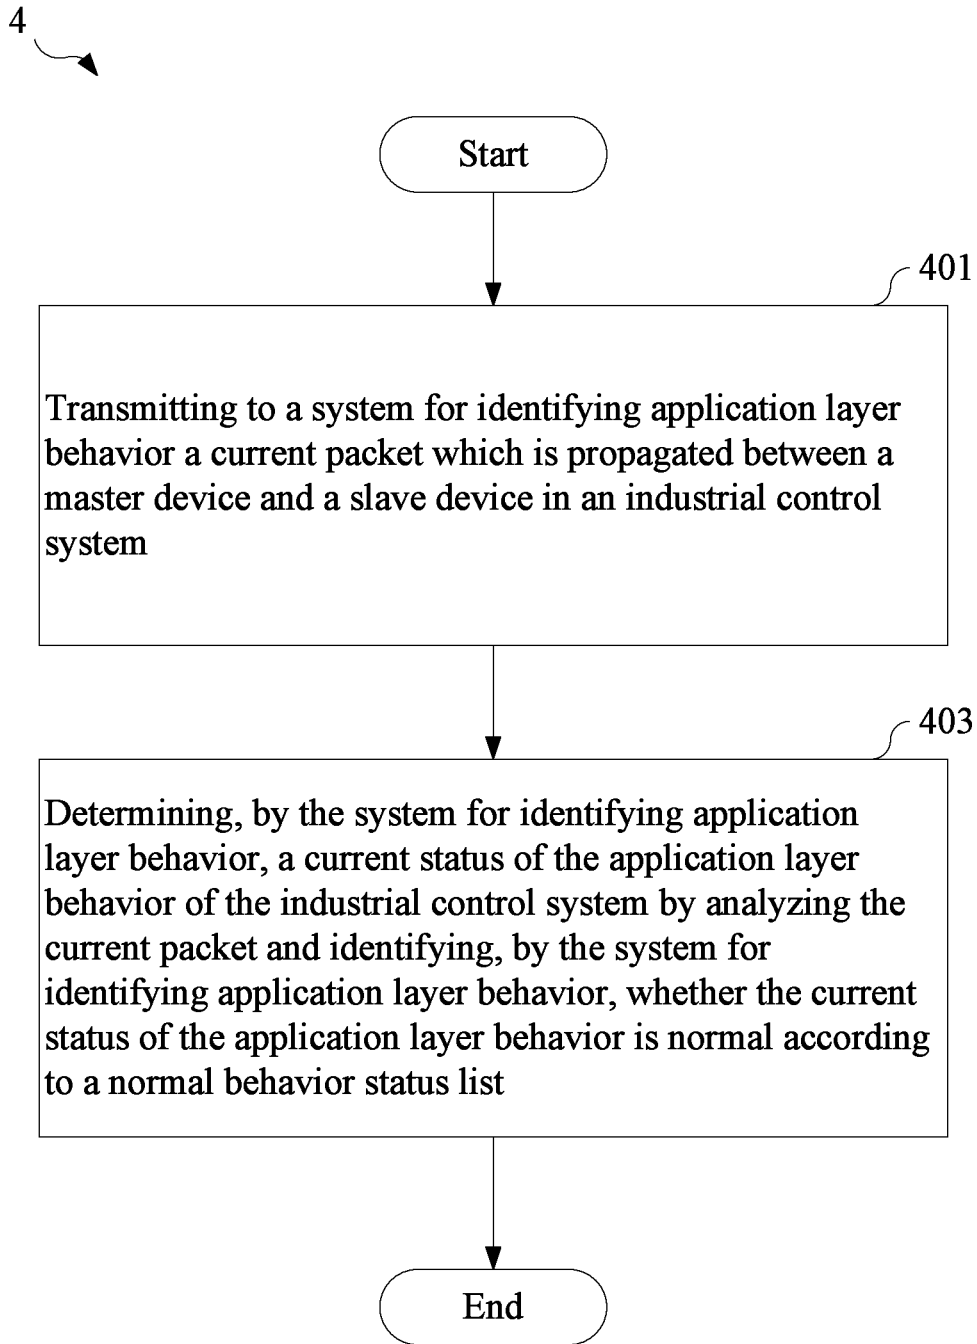 4
Start
401
Transmitting to a system for identifying application layer
behavior a current packet which is propagated between a
master device and a slave device in an industrial control
system
403
Determining, by the system for identifying application
layer behavior, a current status of the application layer
behavior of the industrial control system by analyzing the
current packet and identifying, by the system for
identifying application layer behavior, whether the current
status of the application layer behavior is normal according
to a normal behavior status list
End